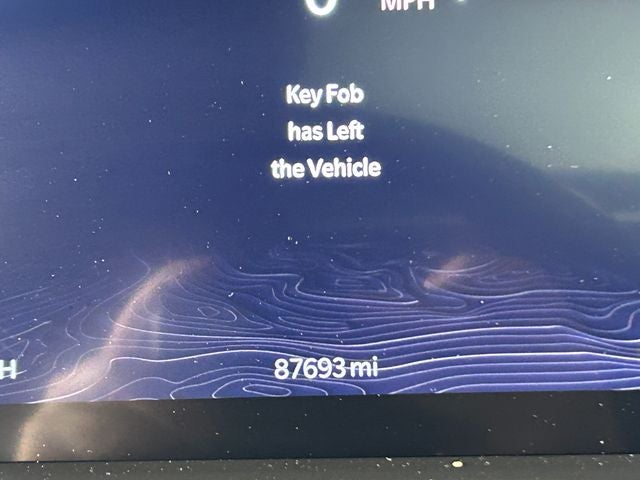 MPH
Key Fob
has Left
the Vehicle
87693 mi